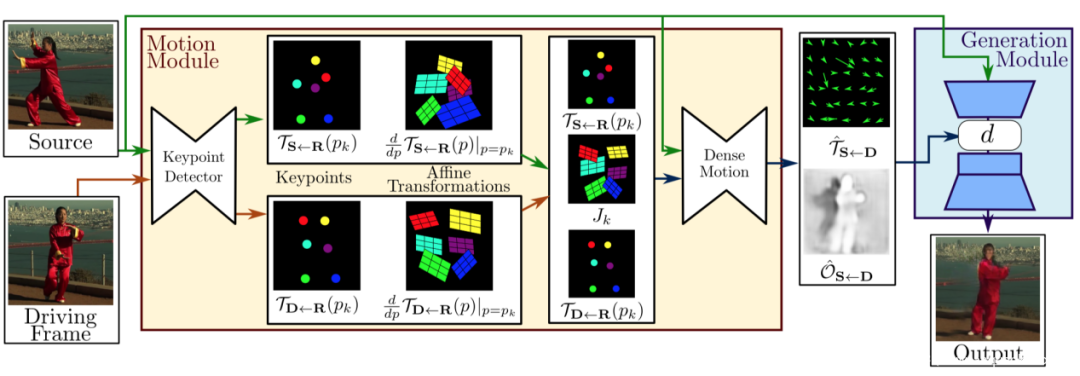 Motion
Module
Generation
Module
Source
Keypoint
Detector
$\mathcal{T}_{\mathbf{S}\leftarrow\mathbf{R}}(p_k)$
$\frac{d}{dp}\mathcal{T}_{\mathbf{S}\leftarrow\mathbf{R}}(p)|_{p=p_k}$
Keypoints
Affine
Transformations
$\mathcal{T}_{\mathbf{D}\leftarrow\mathbf{R}}(p_k)$
$\frac{d}{dp}\mathcal{T}_{\mathbf{D}\leftarrow\mathbf{R}}(p)|_{p=p_k}$
$\mathcal{T}_{\mathbf{S}\leftarrow\mathbf{R}}(p_k)$
$J_k$
$\mathcal{T}_{\mathbf{D}\leftarrow\mathbf{R}}(p_k)$
Dense
Motion
$\hat{\mathcal{T}}_{\mathbf{S}\leftarrow\mathbf{D}}$
$\hat{\mathcal{O}}_{\mathbf{S}\leftarrow\mathbf{D}}$
d
Driving
Frame
Output